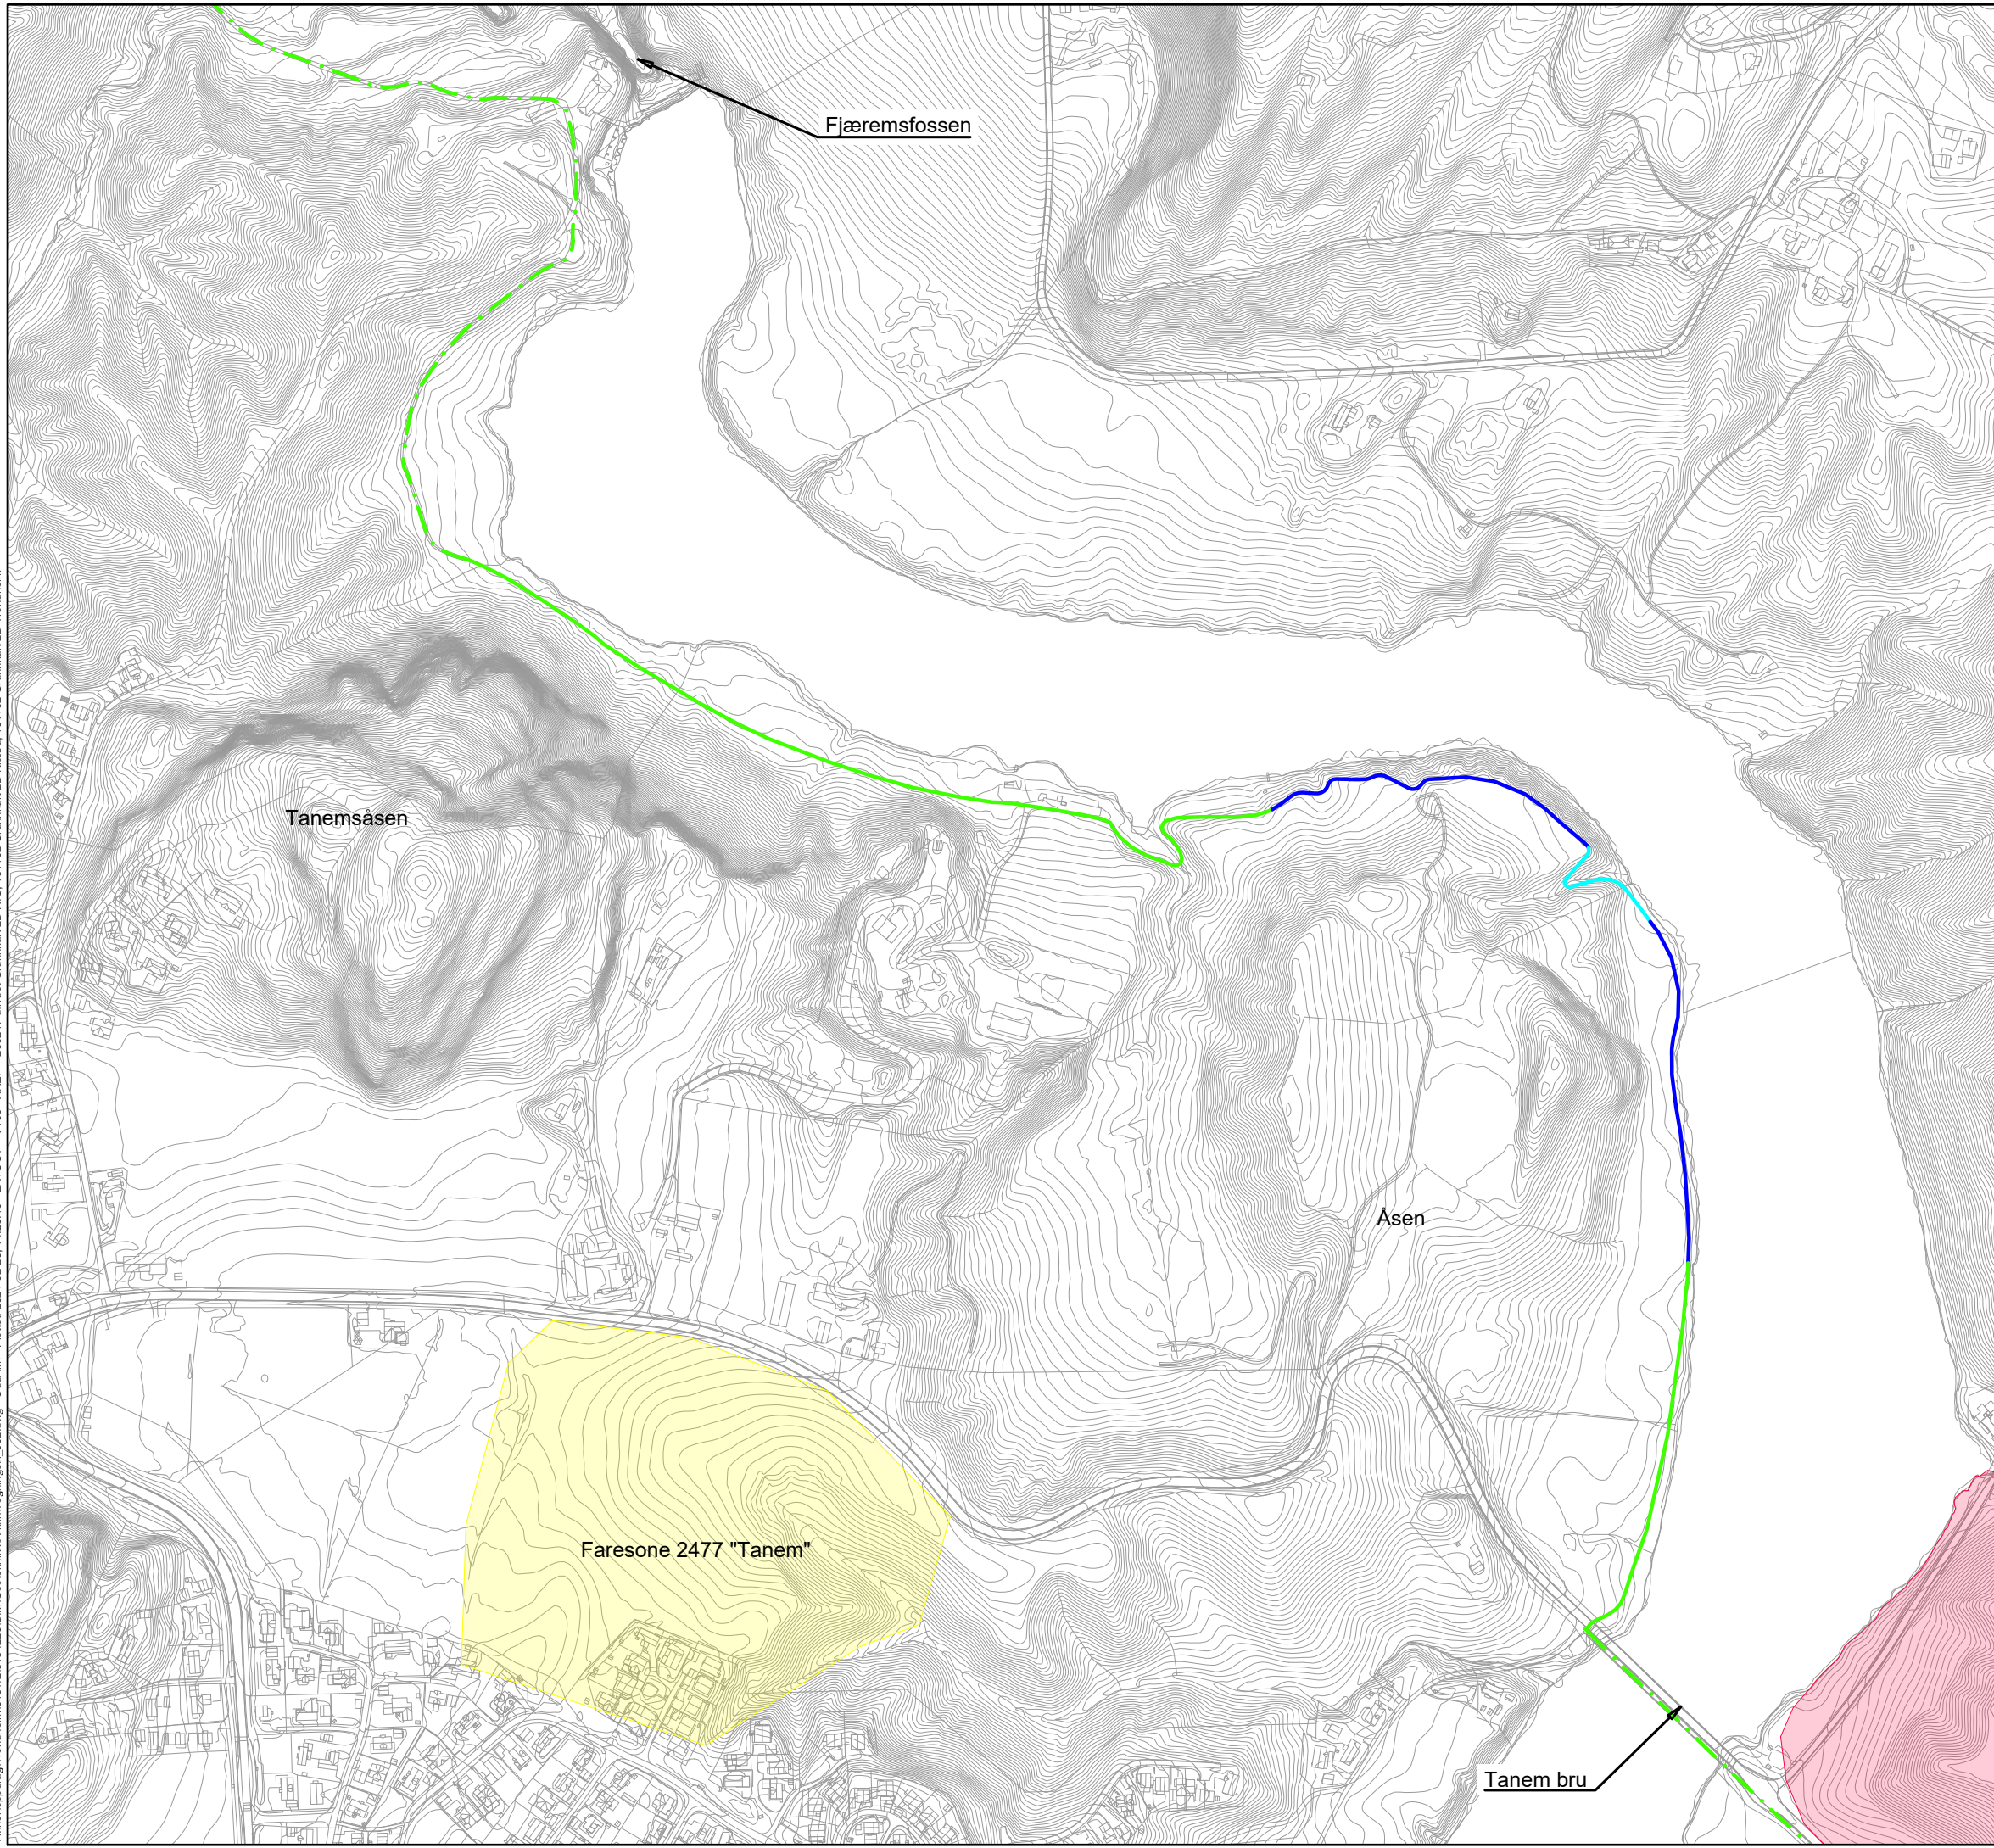 Fjæremsfossen
Tanemsåsen
Åsen
Faresone 2477 "Tanem"
Tanem bru